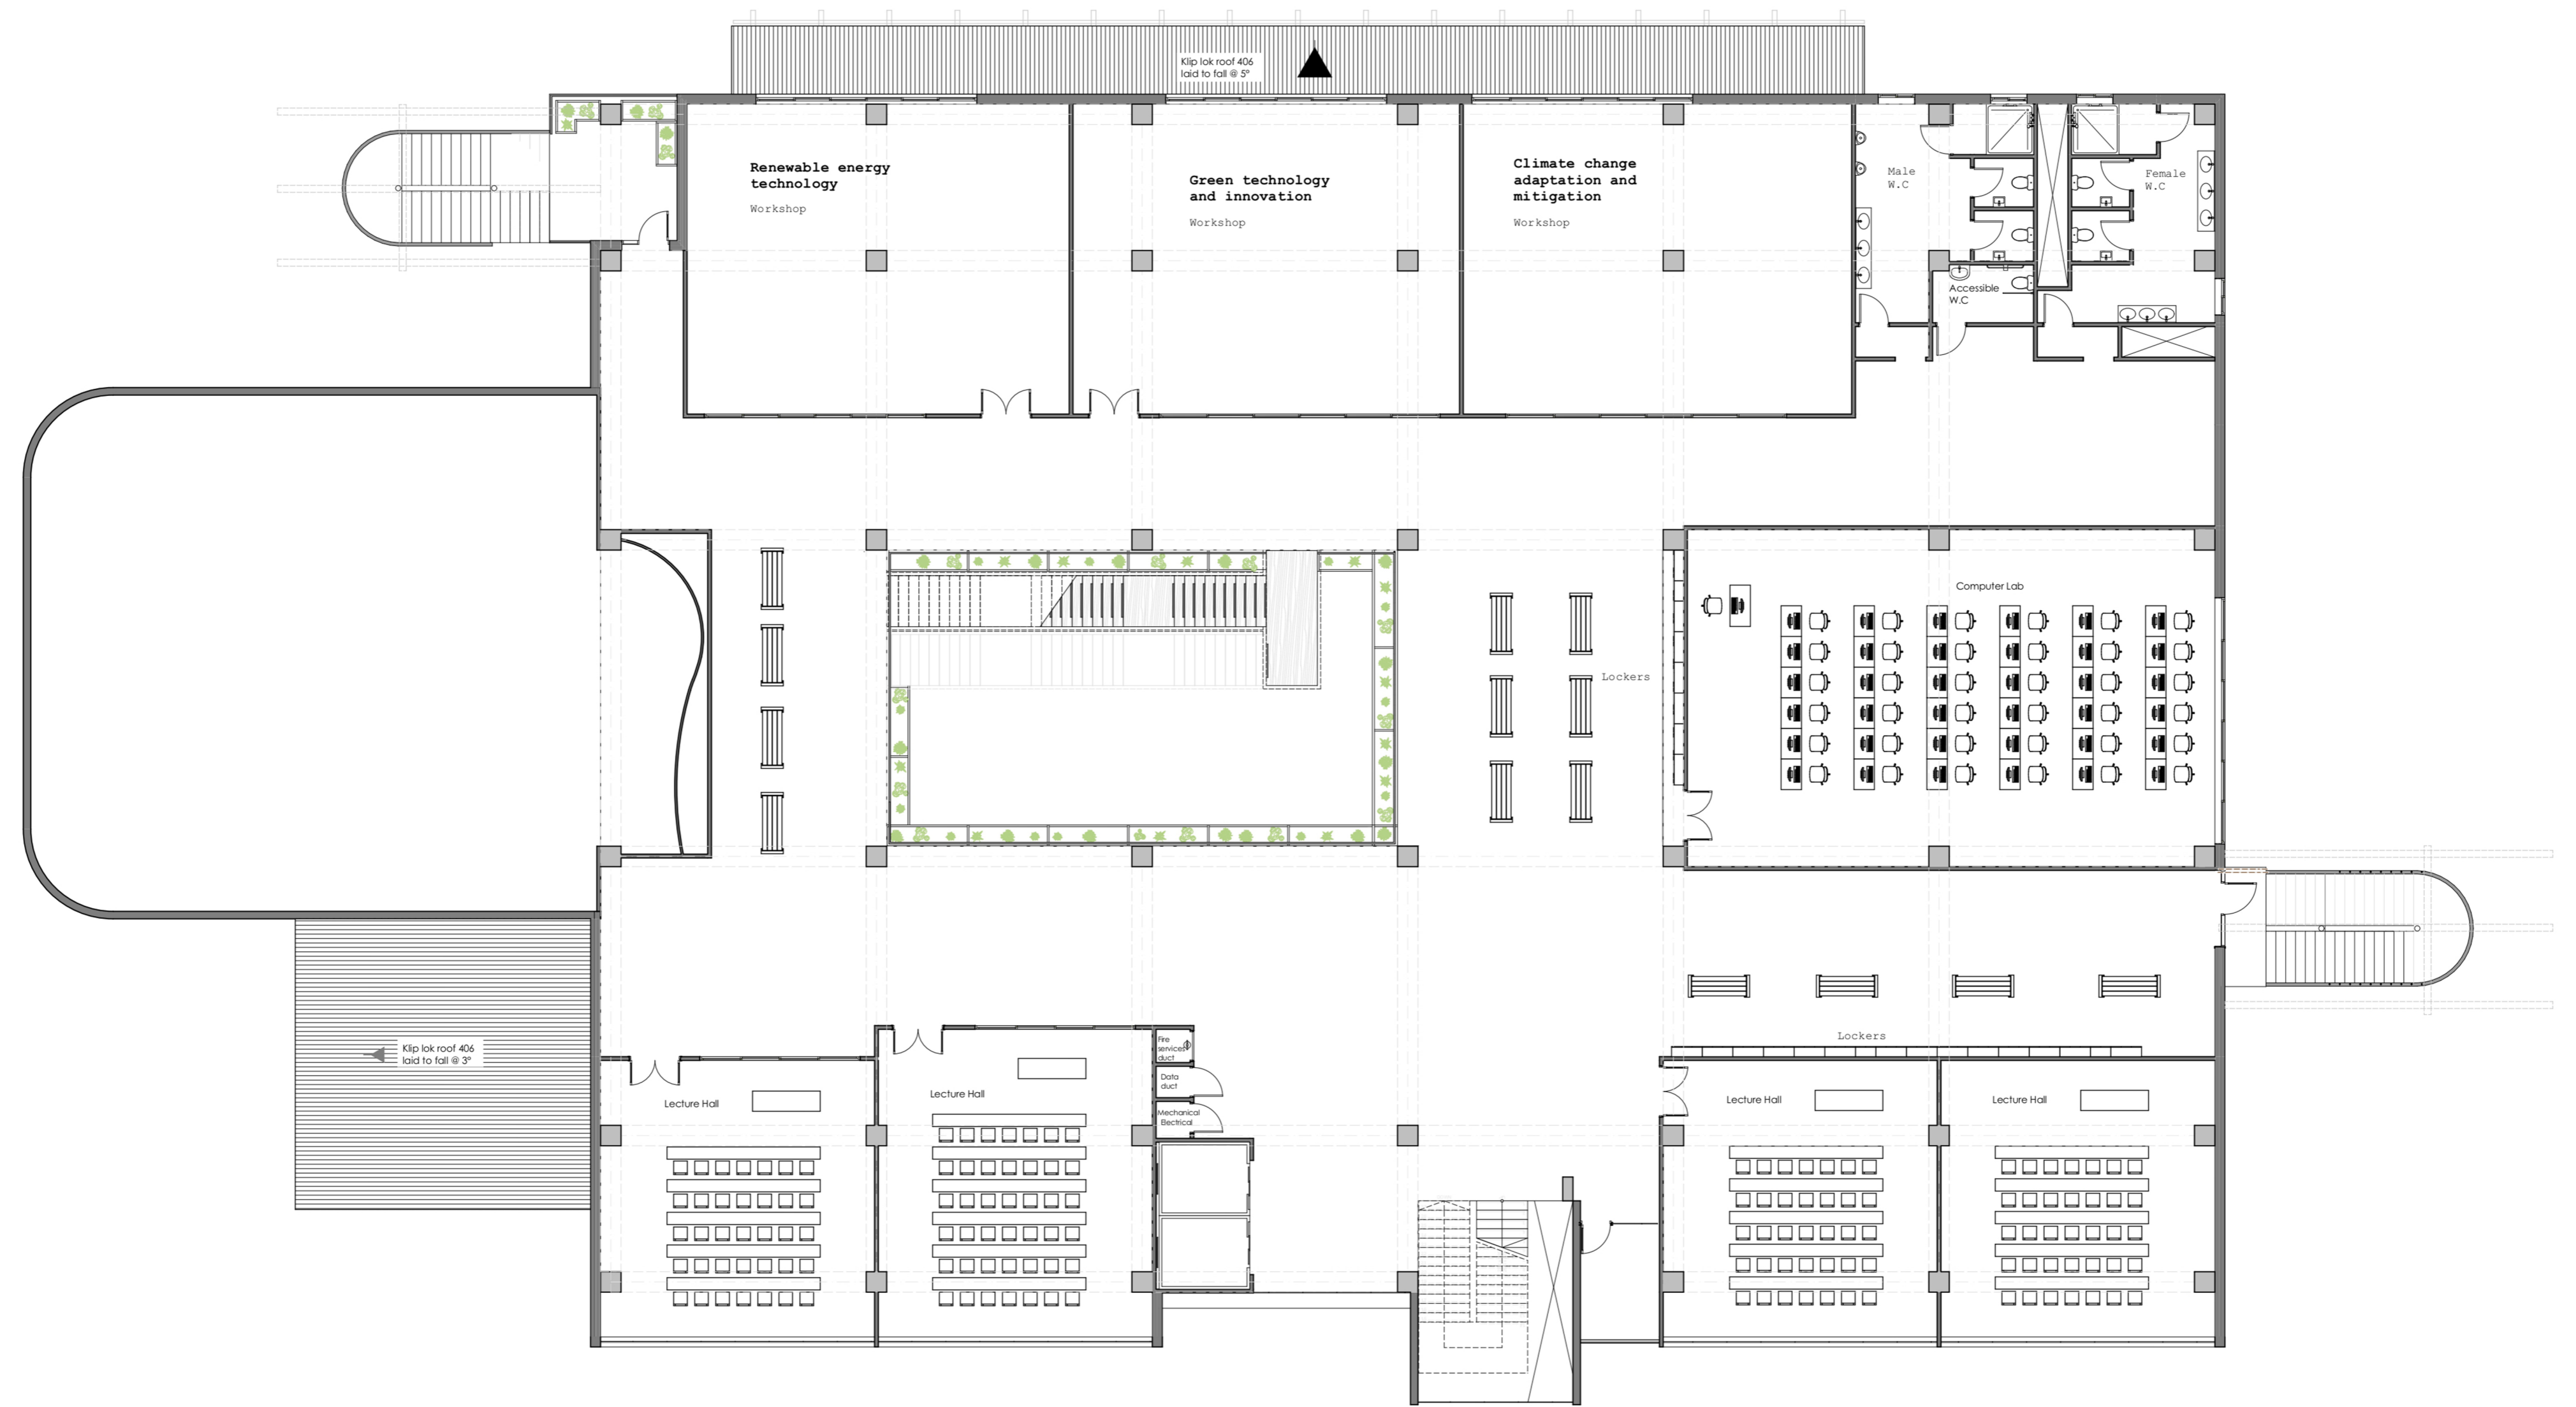 Klip lok roof 406
laid to fall @ 5°
Renewable energy
technology
Workshop
Green technology
and innovation
Workshop
Climate change
adaptation and
mitigation
Workshop
Male
W.C
Female
W.C
Accessible
W.C
Computer Lab
Lockers
Lockers
Klip lok roof 406
laid to fall @ 3°
Lecture Hall
Lecture Hall
Fire
services
duct
Data
duct
Mechanical
Electrical
Lecture Hall
Lecture Hall